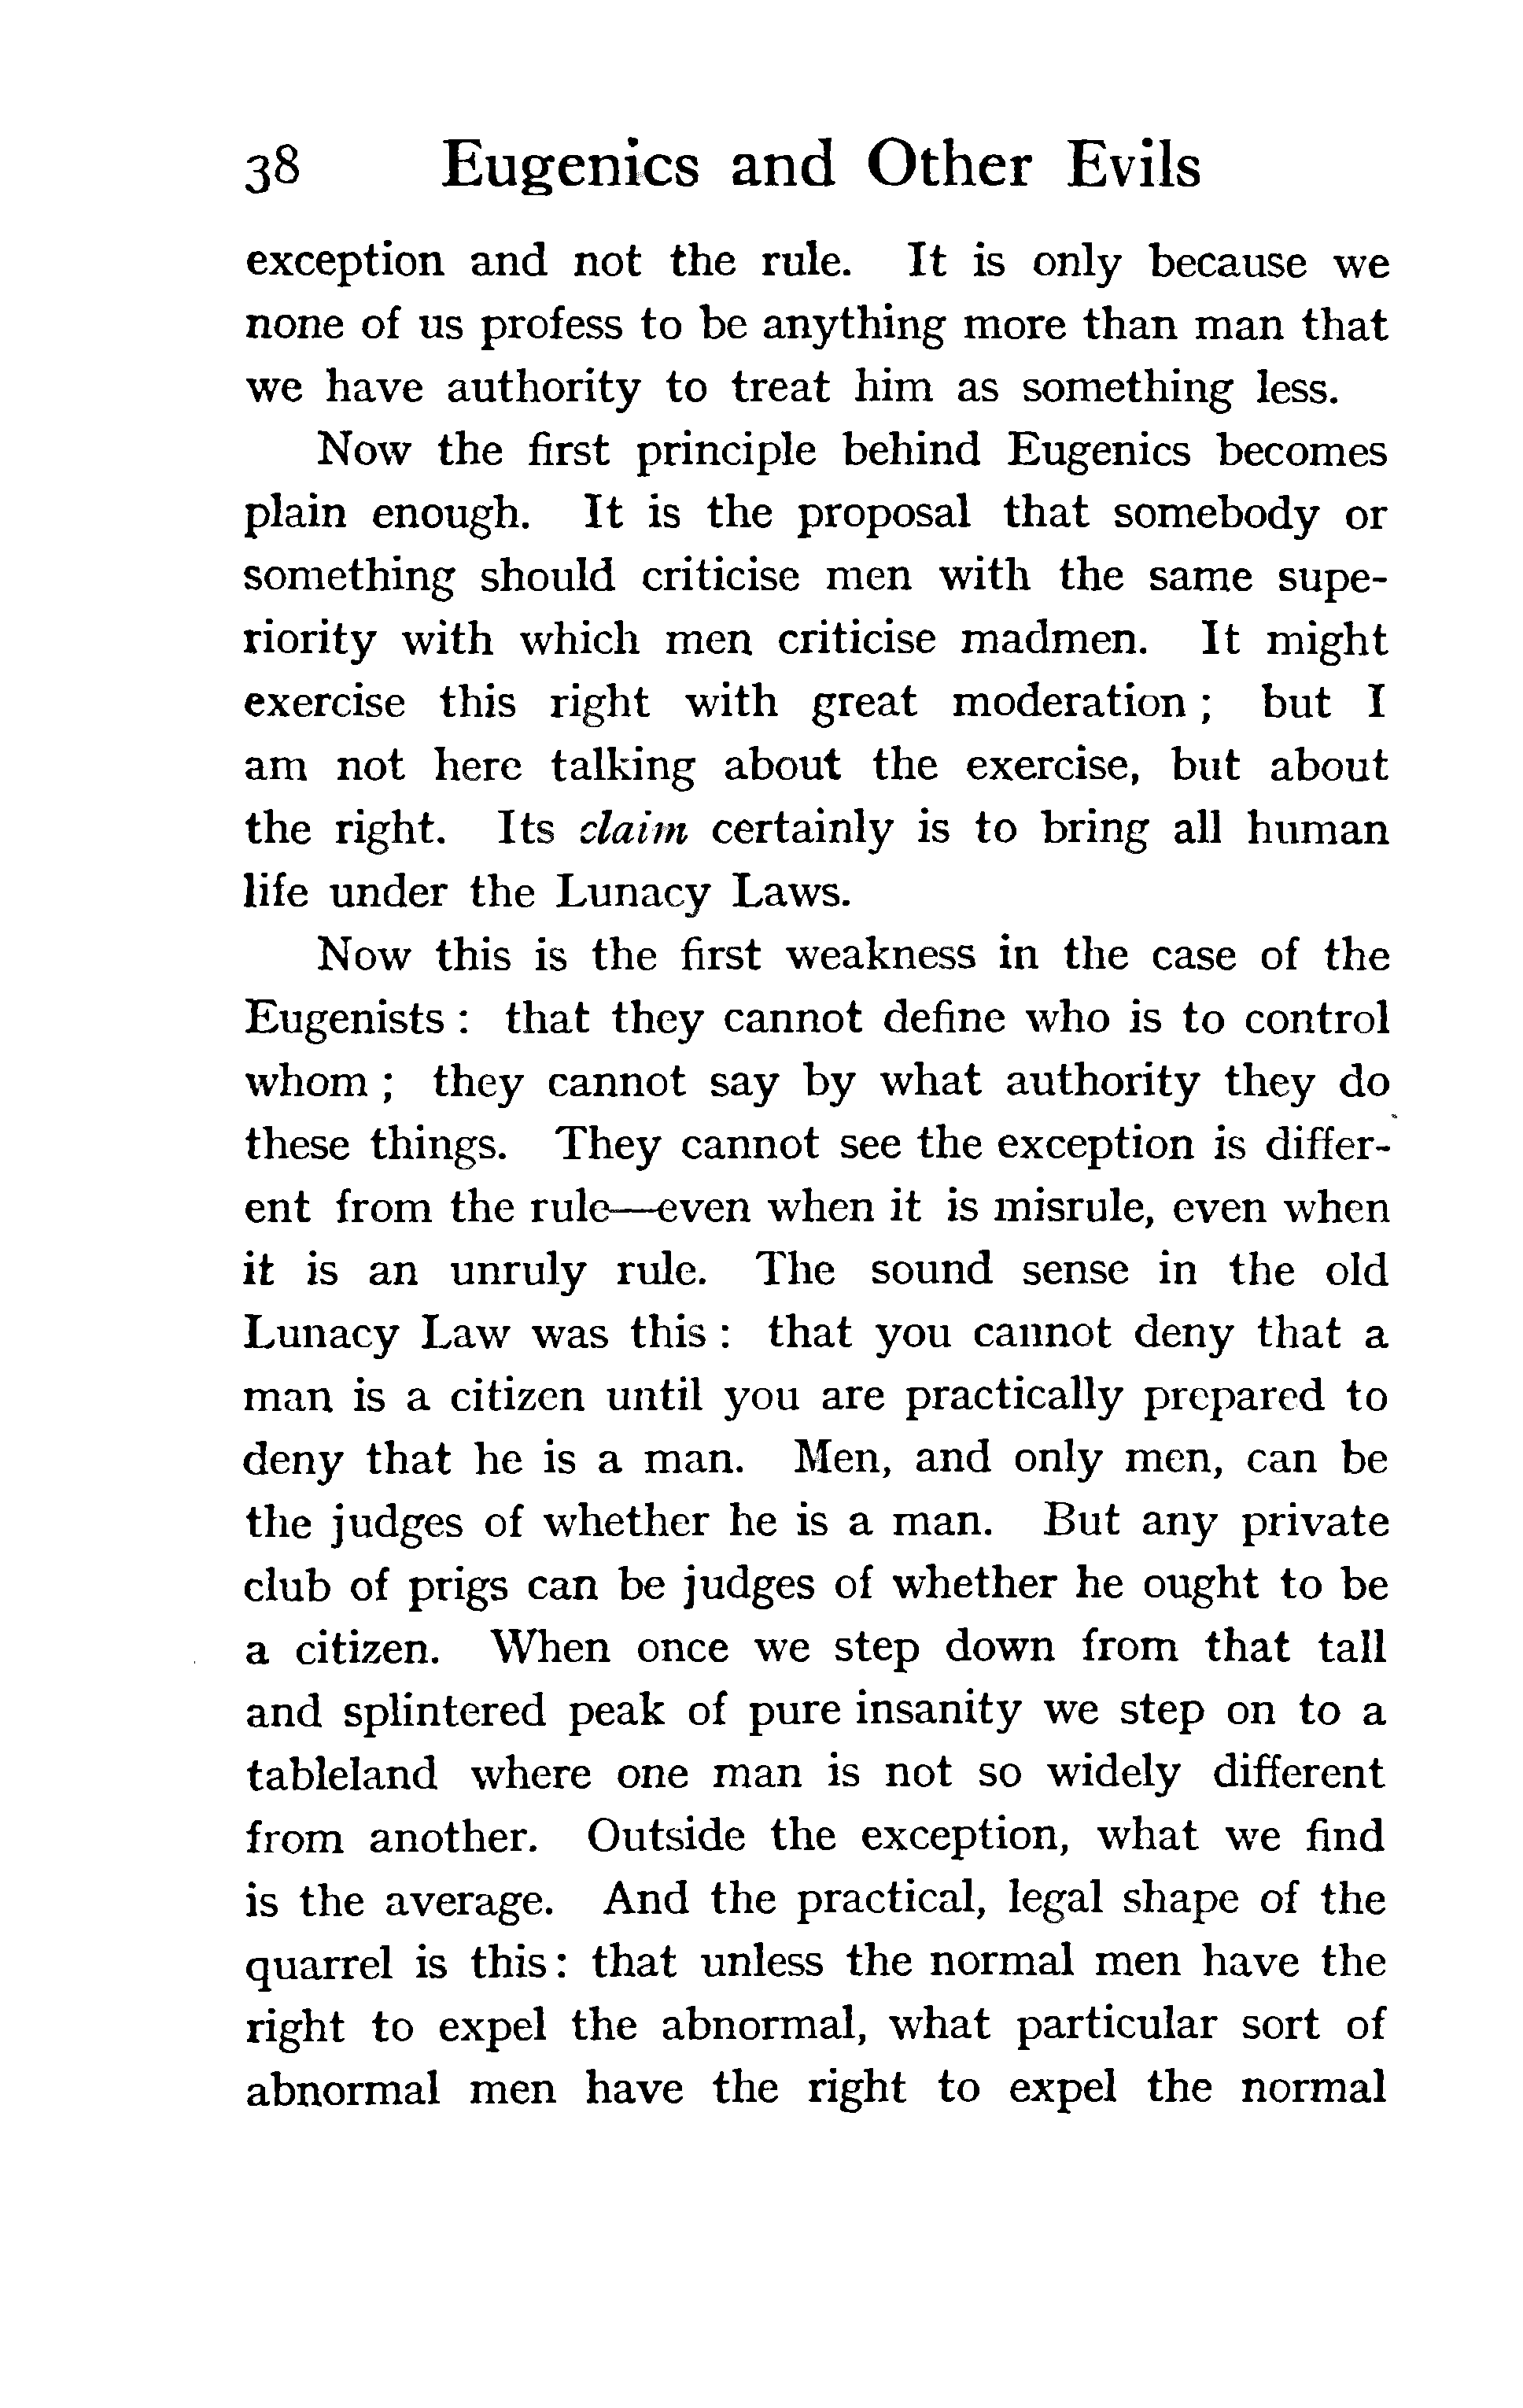 38 Eugenics and Other Evils
exception and not the rule. It is only because we
none of us profess to be anything more than man that
we have authority to treat him as something less.
Now the first principle behind Eugenics becomes
plain enough. It is the proposal that somebody or
something should criticise men with the same supe-
riority with which men criticise madmen. It might
exercise this right with great moderation ; but I
am not here talking about the exercise, but about
the right. Its claim certainly is to bring all human
life under the Lunacy Laws.
Now this is the first weakness in the case of the
Eugenists : that they cannot define who is to control
whom ; they cannot say by what authority they do
these things. They cannot see the exception is differ-
ent from the rule—even when it is misrule, even when
it is an unruly rule. The sound sense in the old
Lunacy Law was this : that you cannot deny that a
man is a citizen until you are practically prepared to
deny that he is a man. Men, and only men, can be
the judges of whether he is a man. But any private
club of prigs can be judges of whether he ought to be
a citizen. When once we step down from that tall
and splintered peak of pure insanity we step on to a
tableland where one man is not so widely different
from another. Outside the exception, what we find
is the average. And the practical, legal shape of the
quarrel is this: that unless the normal men have the
right to expel the abnormal, what particular sort of
abnormal men have the right to expel the normal